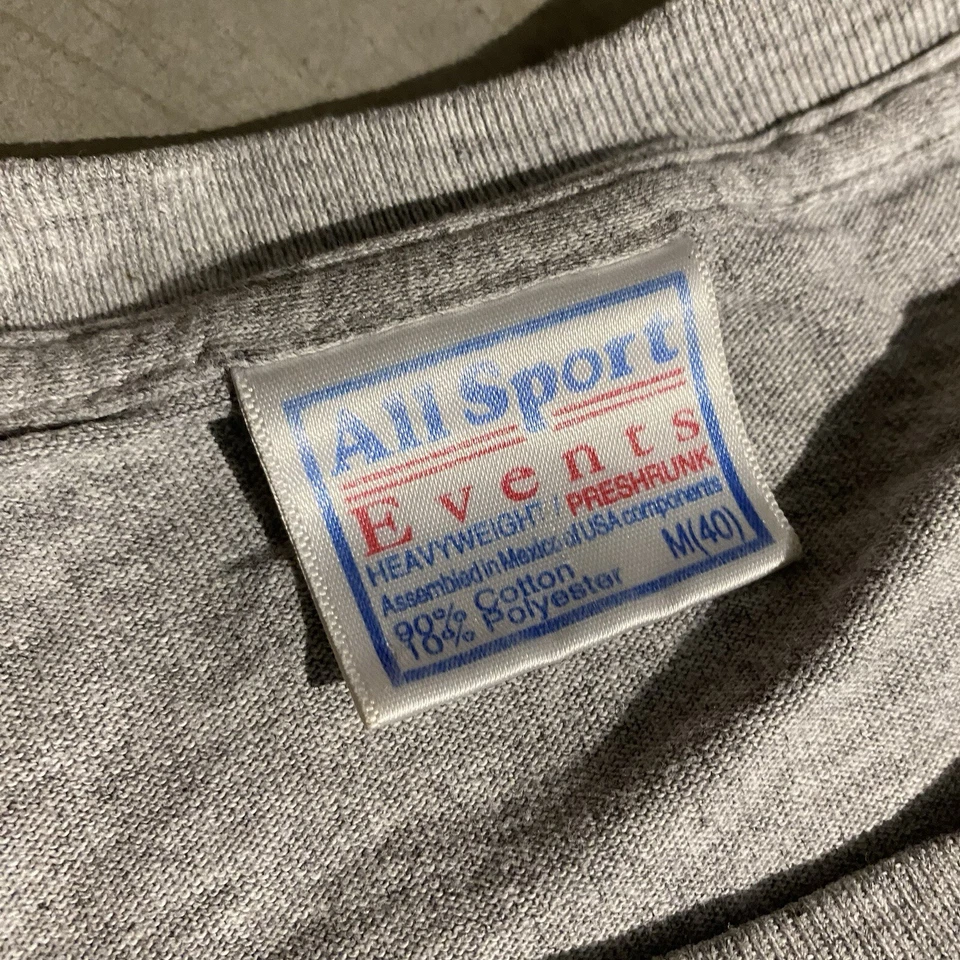 All Sport
Events
HEAVYWEIGHT / PRESHRUNK
Assembled in Mexico of USA components
M(40)
90% Cotton
10% Polyester